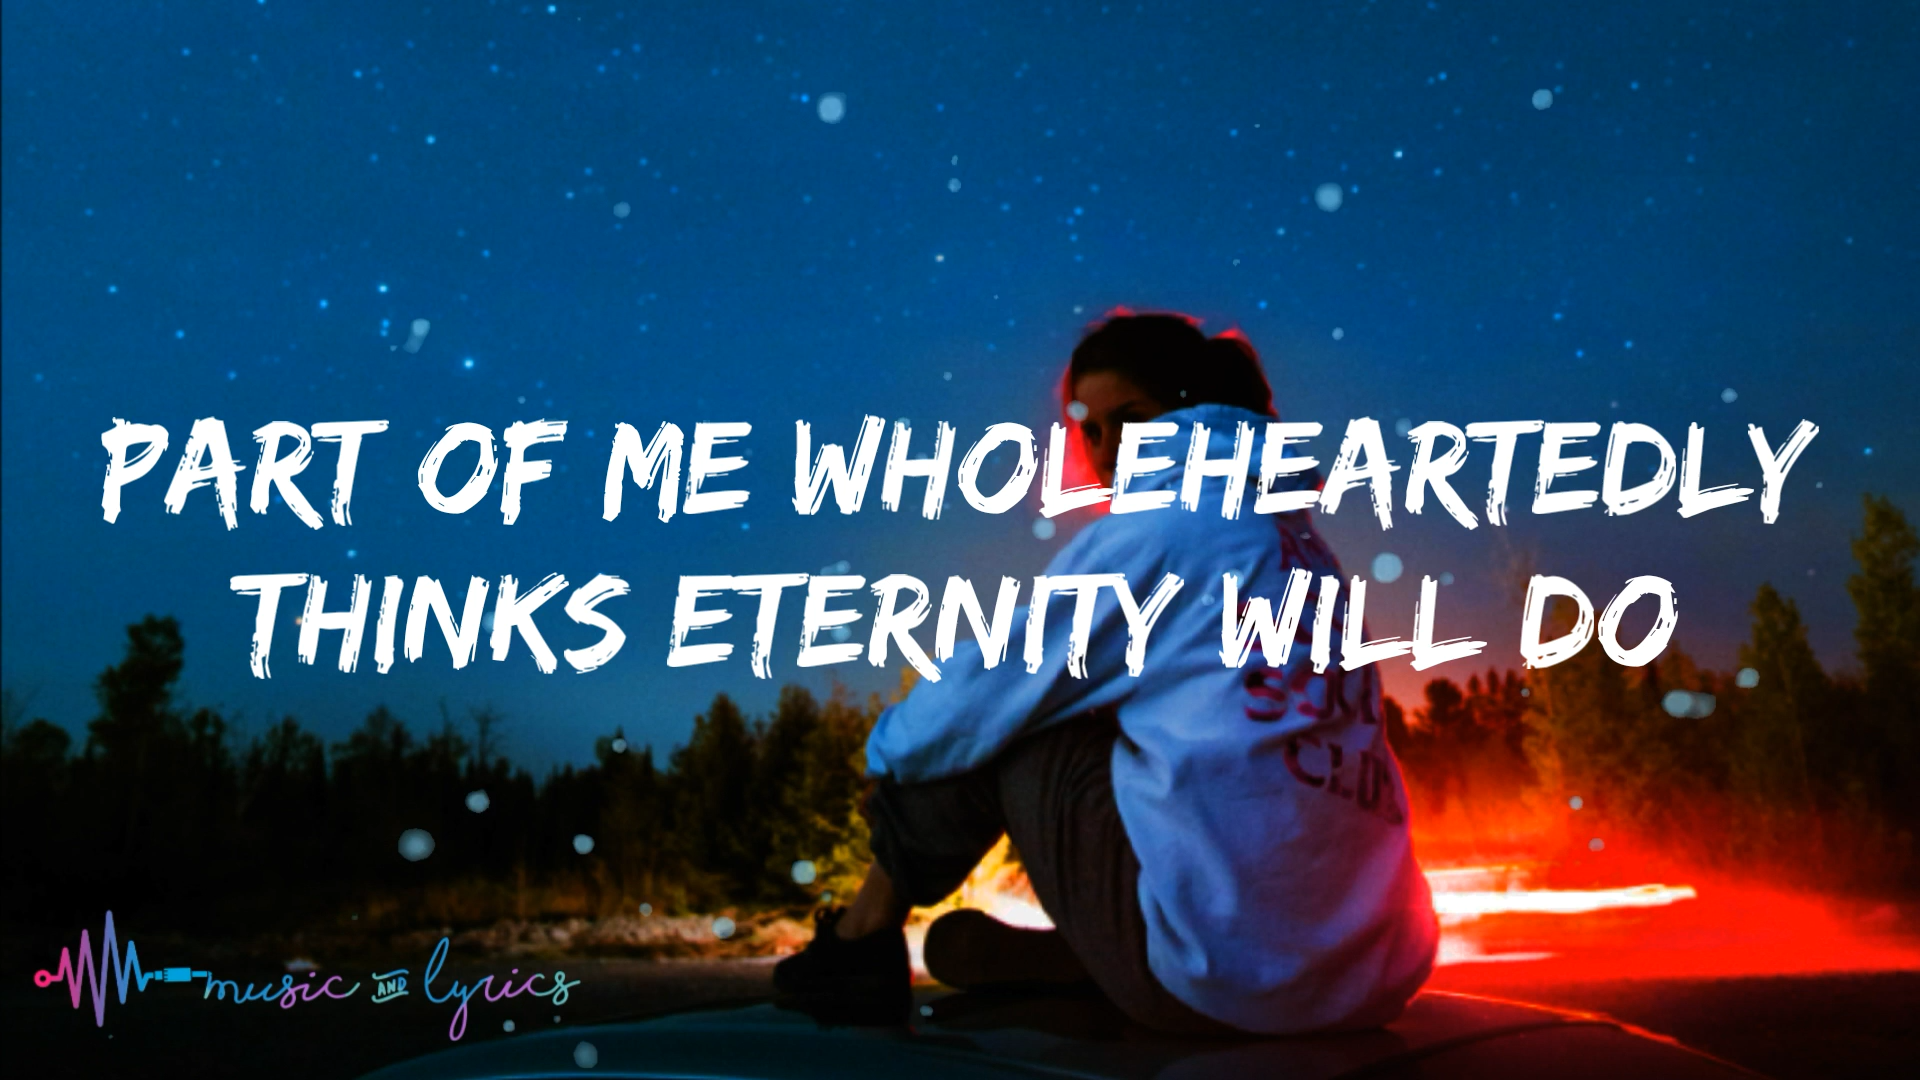 PART OF ME WHOLEHEARTEDLY
THINKS ETERNITY WILL DO
music AND lyrics